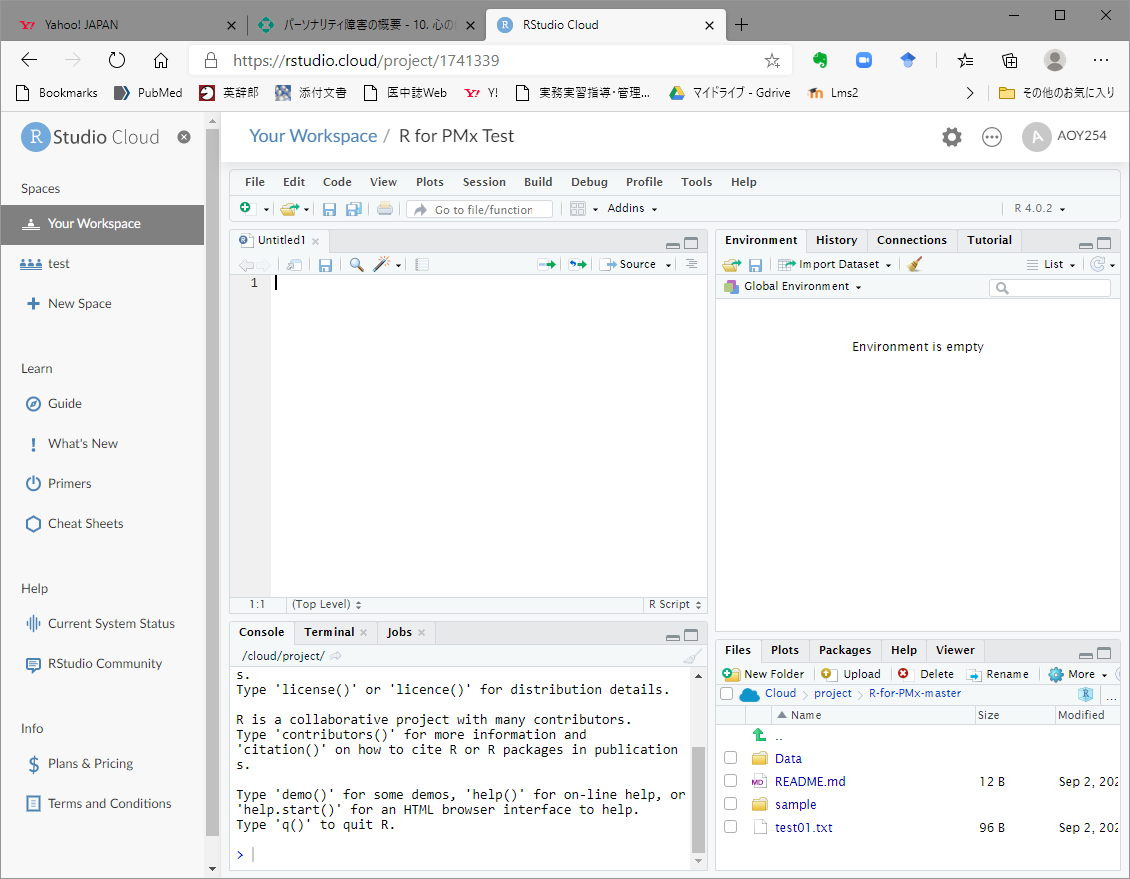 Yahoo! JAPAN
パーソナリティ障害の概要 - 10. 心の
RStudio Cloud
https://rstudio.cloud/project/1741339
Bookmarks
PubMed
英辞郎
添付文書
医中誌Web
Y!
実務実習指導・管理...
マイドライブ - Gdrive
Lms2
その他のお気に入り
R Studio Cloud
Your Workspace / R for PMx Test
A AOY254
Spaces
Your Workspace
test
New Space
Learn
Guide
What's New
Primers
Cheat Sheets
Help
Current System Status
RStudio Community
Info
Plans & Pricing
Terms and Conditions
File Edit Code View Plots Session Build Debug Profile Tools Help
Go to file/function Addins R 4.0.2
Untitled1
Source
1
1:1 (Top Level) R Script
Console Terminal Jobs
/cloud/project/
s.
Type 'license()' or 'licence()' for distribution details.
R is a collaborative project with many contributors.
Type 'contributors()' for more information and
'citation()' on how to cite R or R packages in publication
s.
Type 'demo()' for some demos, 'help()' for on-line help, or
'help.start()' for an HTML browser interface to help.
Type 'q()' to quit R.
>
Environment History Connections Tutorial
Import Dataset List
Global Environment
Environment is empty
Files Plots Packages Help Viewer
New Folder Upload Delete Rename More
Cloud project R-for-PMx-master ...
Name Size Modified
..
Data
README.md 12 B Sep 2, 202
sample
test01.txt 96 B Sep 2, 202